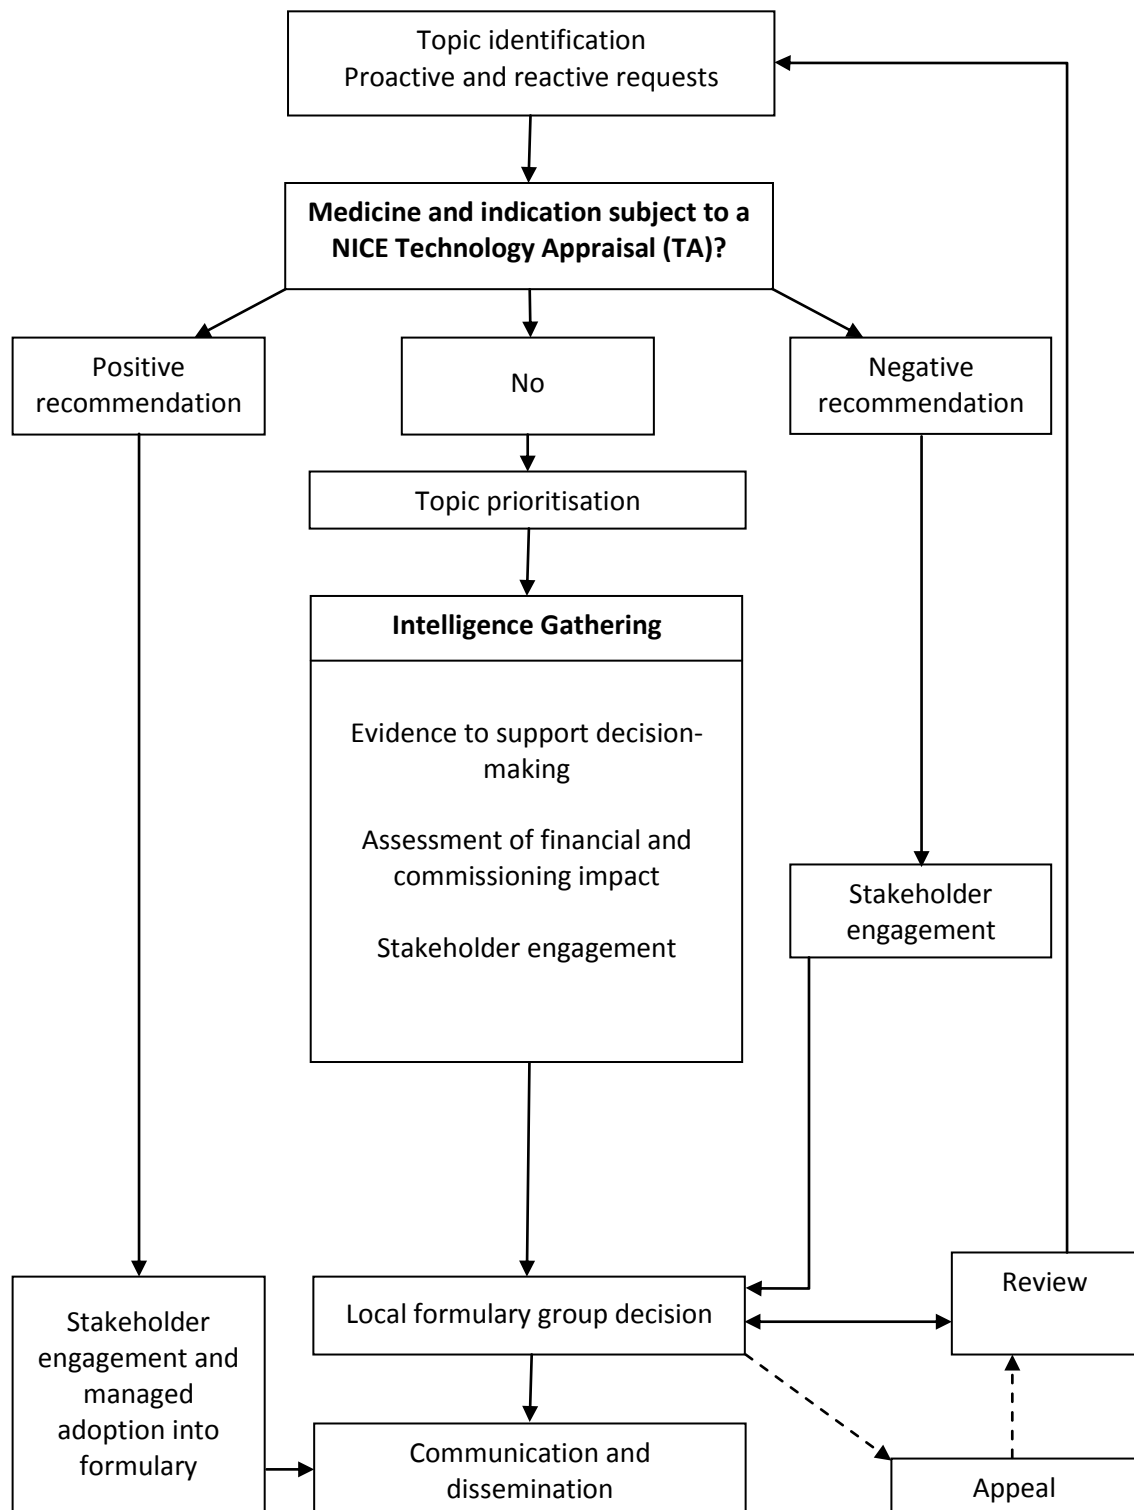 Topic identification
Proactive and reactive requests
Medicine and indication subject to a
NICE Technology Appraisal (TA)?
Positive
recommendation
No
Negative
recommendation
Topic prioritisation
Intelligence Gathering
Evidence to support decision-
making
Assessment of financial and
commissioning impact
Stakeholder engagement
Stakeholder
engagement
Local formulary group decision
Review
Stakeholder
engagement and
managed
adoption into
formulary
Communication and
dissemination
Appeal